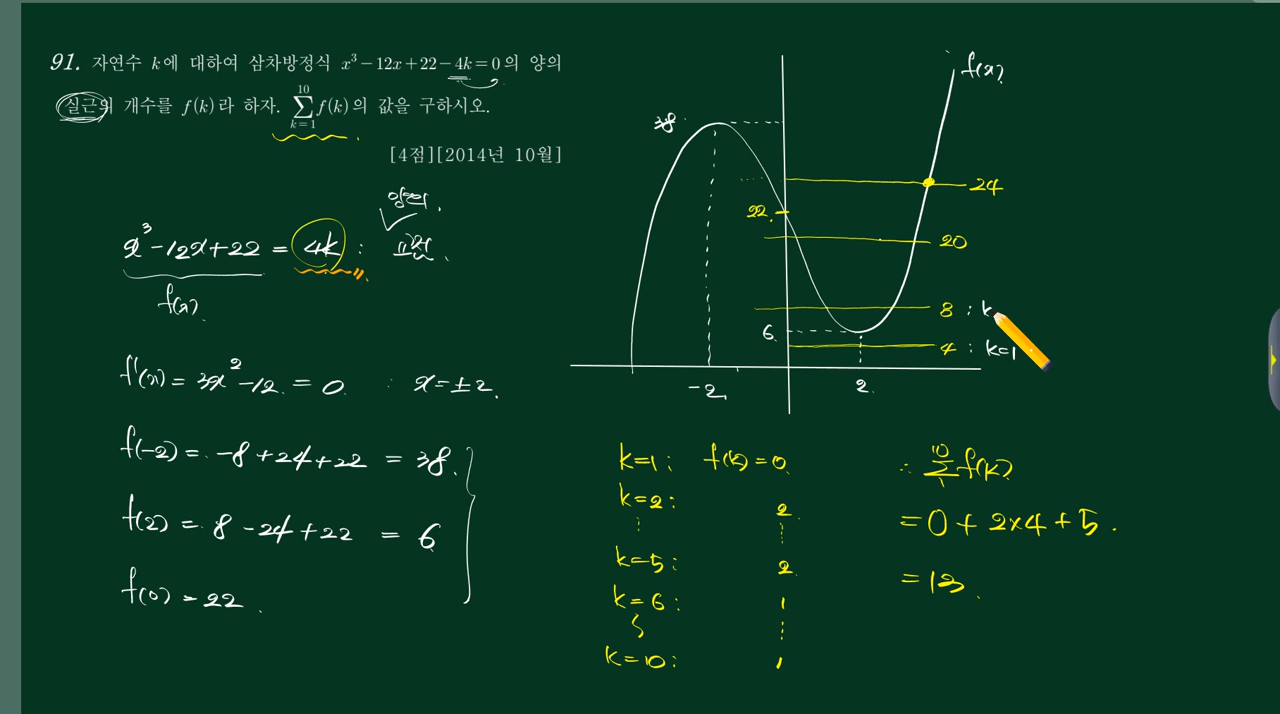 91. 자연수 k에 대하여 삼차방정식 x³-12x+22-4k=0의 양의
실근의 개수를 f(k)라 하자. \sum_{k=1}^{10} f(k)의 값을 구하시오.
[4점][2014년 10월]
양의.
x³-12x+22 = 4k : 교점.
f(x)
f'(x) = 3x²-12 = 0 ∴ x=±2.
f(-2) = -8+24+22 = 38.
f(2) = 8-24+22 = 6
f(0) = 22.
f(x)
38
24
22.
20
8 : k
6
4 : k=1
-2
2
k=1 : f(k)=0.
k=2 : 2
⋮ ⋮
k=5 : 2
k=6 : 1
⋮
k=10 : 1
∴ \sum_{1}^{10} f(k)
= 0 + 2×4 + 5.
= 13.